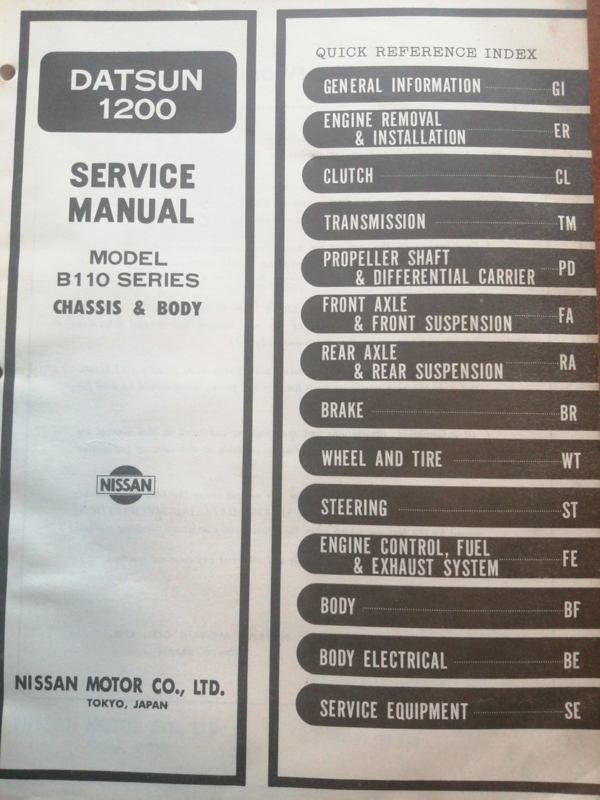 DATSUN
1200
SERVICE
MANUAL
MODEL
B110 SERIES
CHASSIS & BODY
NISSAN
NISSAN MOTOR CO., LTD.
TOKYO, JAPAN
QUICK REFERENCE INDEX
GENERAL INFORMATION GI
ENGINE REMOVAL
& INSTALLATION ER
CLUTCH CL
TRANSMISSION TM
PROPELLER SHAFT
& DIFFERENTIAL CARRIER PD
FRONT AXLE
& FRONT SUSPENSION FA
REAR AXLE
& REAR SUSPENSION RA
BRAKE BR
WHEEL AND TIRE WT
STEERING ST
ENGINE CONTROL, FUEL
& EXHAUST SYSTEM FE
BODY BF
BODY ELECTRICAL BE
SERVICE EQUIPMENT SE